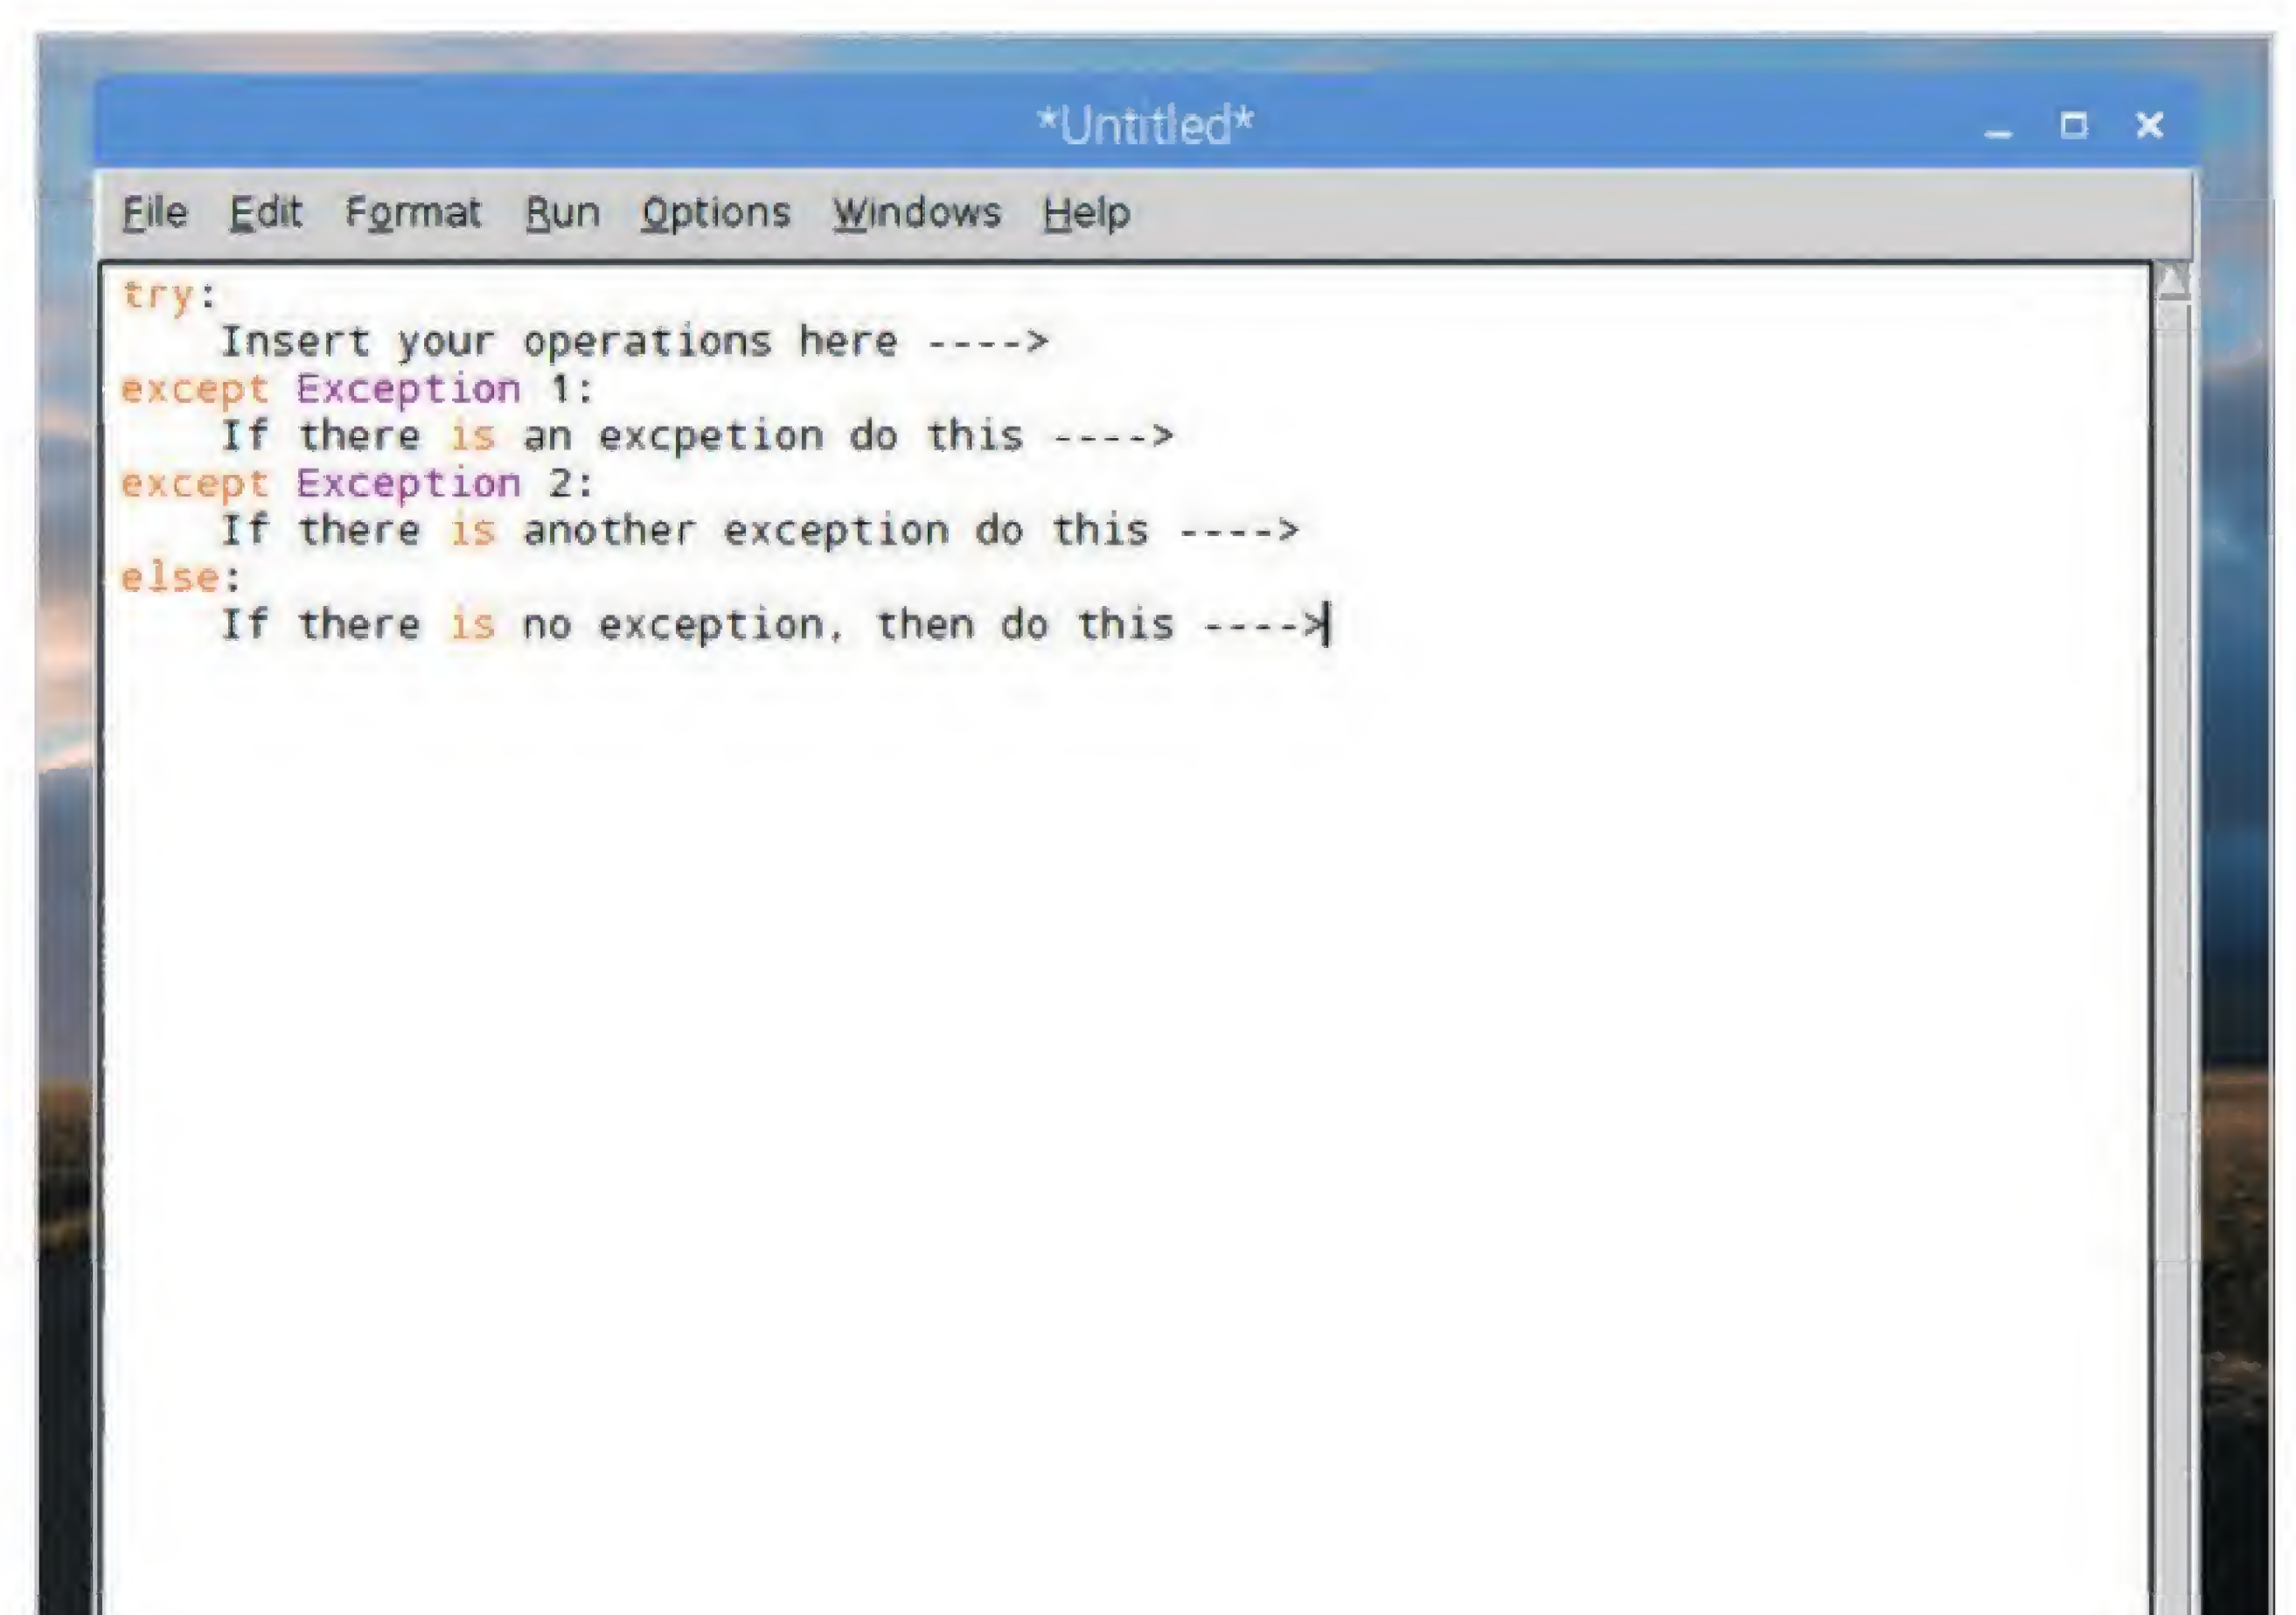 *Untitled*
File Edit Format Run Options Windows Help
try:
    Insert your operations here ---->
except Exception 1:
    If there is an excpetion do this ---->
except Exception 2:
    If there is another exception do this ---->
else:
    If there is no exception, then do this ---->